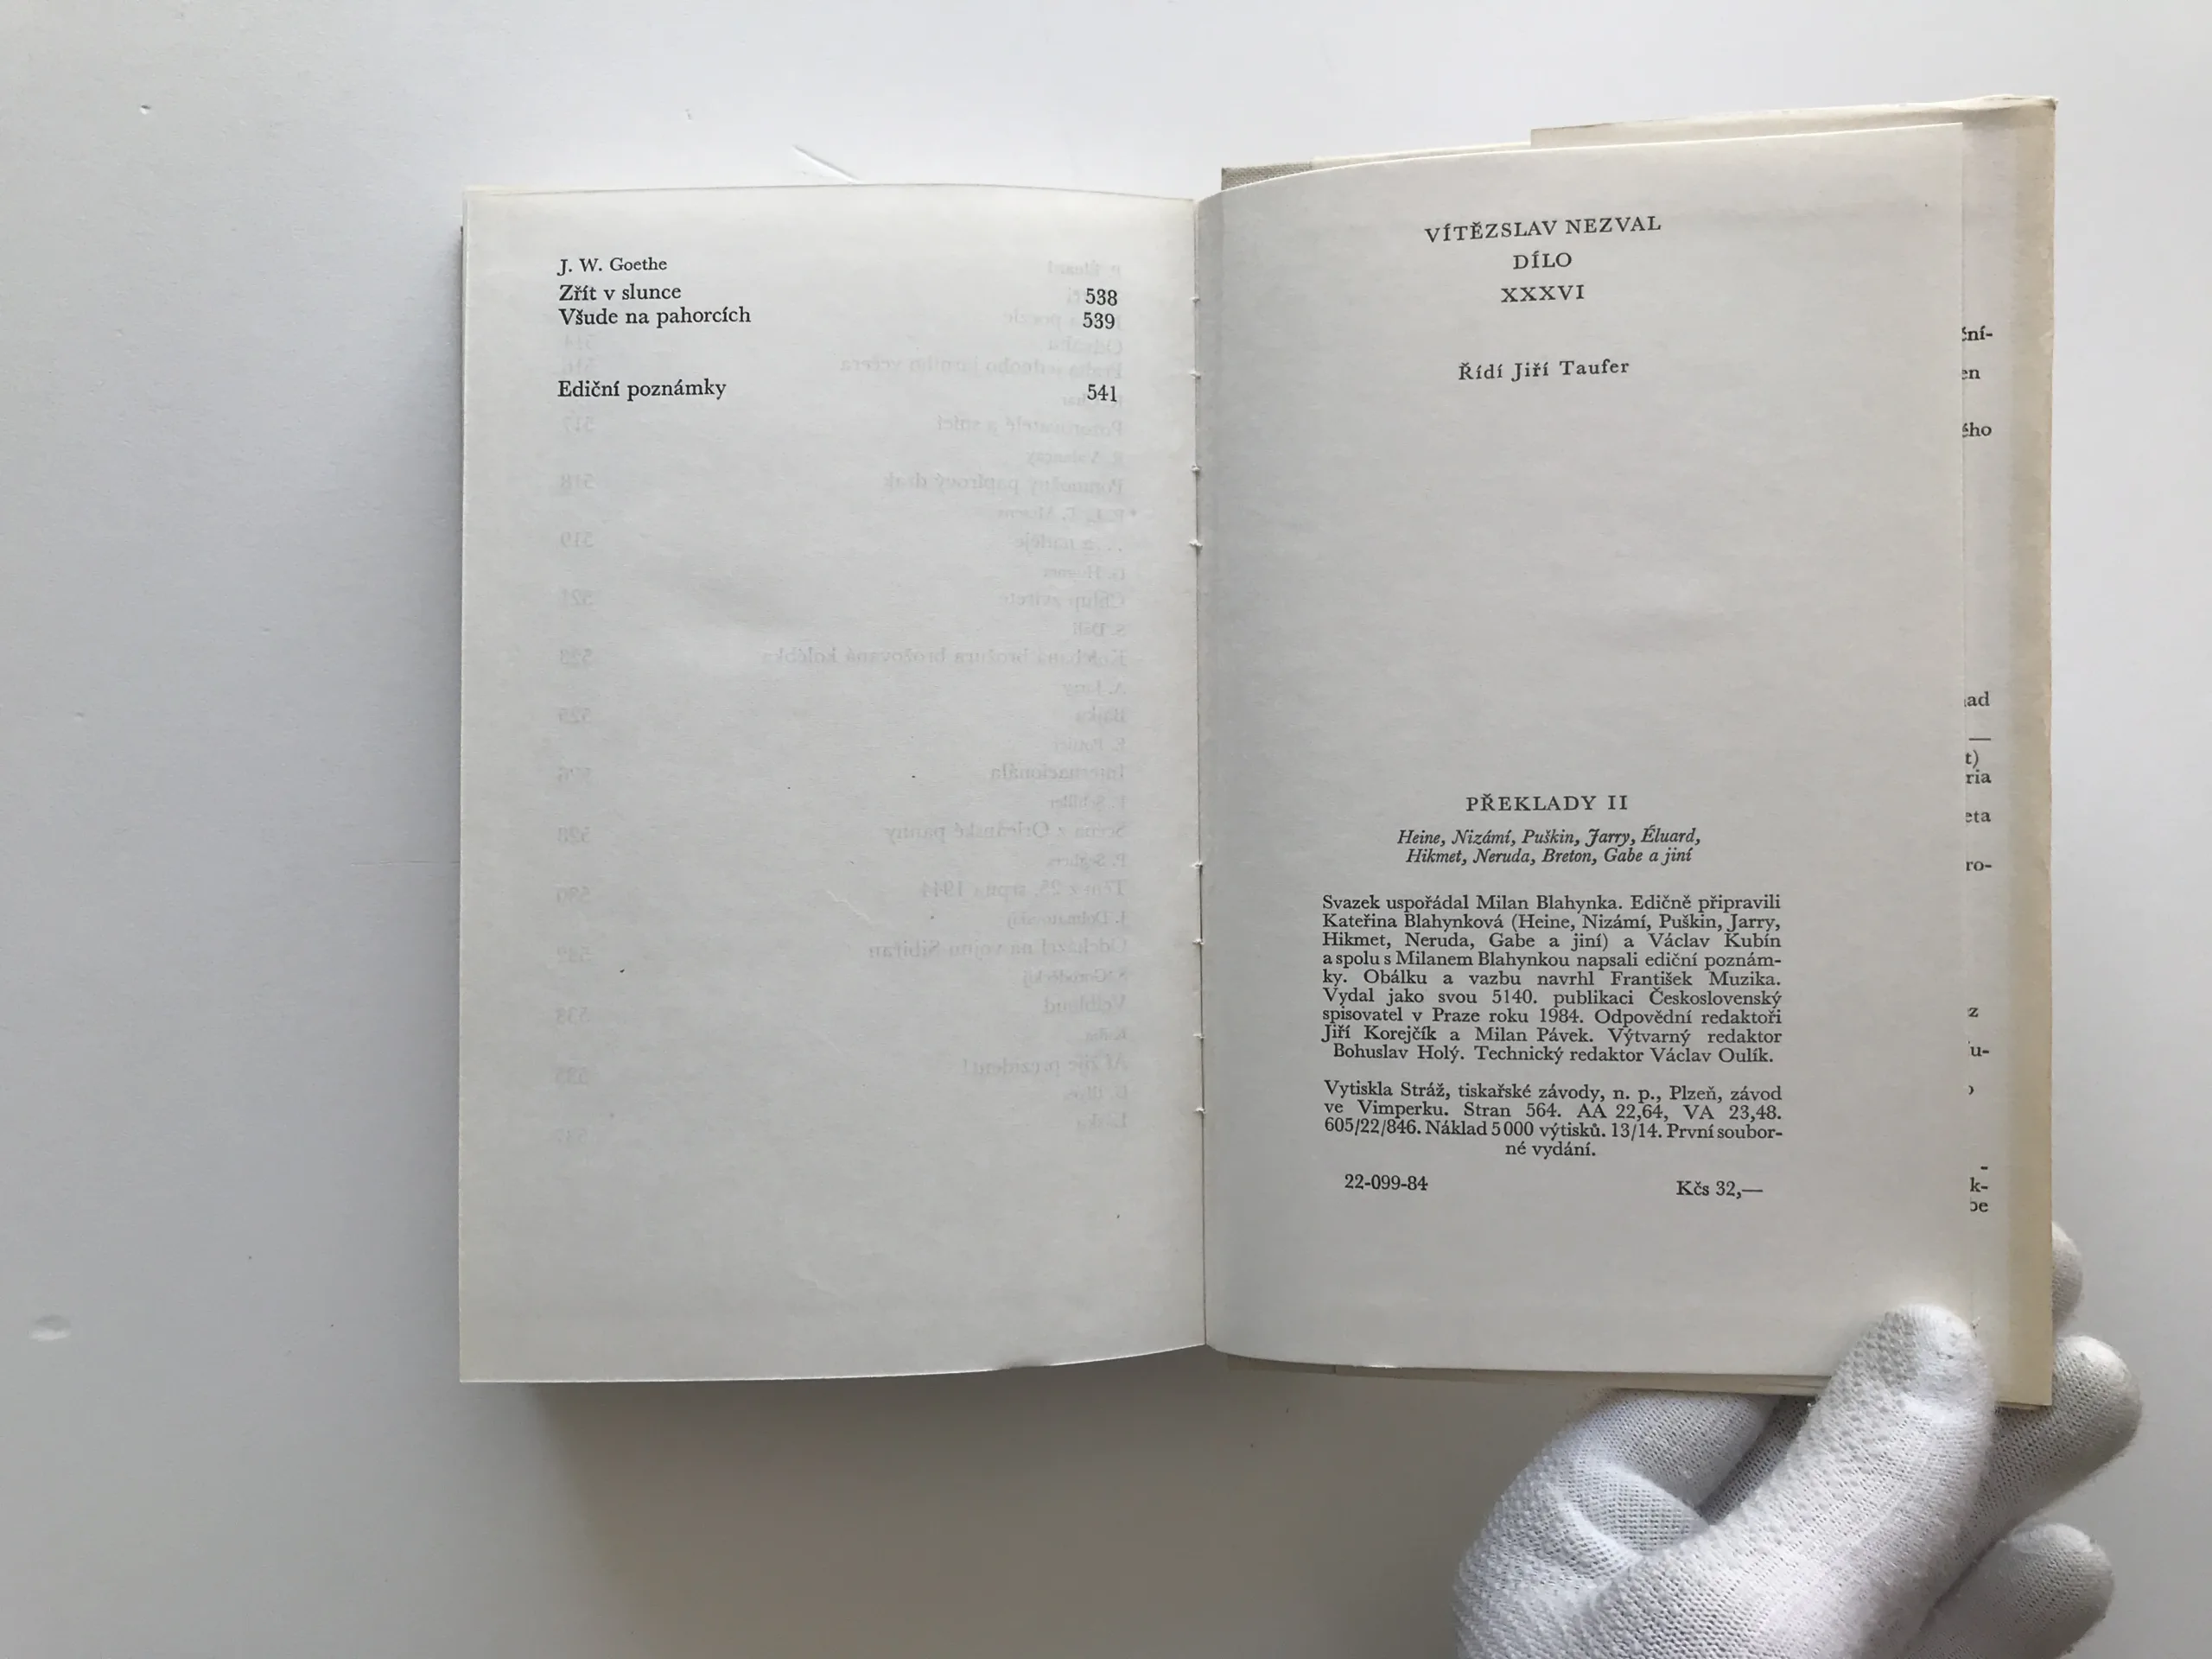 J. W. Goethe
Zřít v slunce 538
Všude na pahorcích 539
Ediční poznámky 541
VÍTĚZSLAV NEZVAL
DÍLO
XXXVI
Řídí Jiří Taufer
PŘEKLADY II
Heine, Nizámí, Puškin, Jarry, Éluard,
Hikmet, Neruda, Breton, Gabe a jiní
Svazek uspořádal Milan Blahynka. Edičně připravili
Kateřina Blahynková (Heine, Nizámí, Puškin, Jarry,
Hikmet, Neruda, Gabe a jiní) a Václav Kubín
a spolu s Milanem Blahynkou napsali ediční poznám-
ky. Obálku a vazbu navrhl František Muzika.
Vydal jako svou 5140. publikaci Československý
spisovatel v Praze roku 1984. Odpovědní redaktoři
Jiří Korejčík a Milan Pávek. Výtvarný redaktor
Bohuslav Holý. Technický redaktor Václav Oulík.
Vytiskla Stráž, tiskařské závody, n. p., Plzeň, závod
ve Vimperku. Stran 564. AA 22,64, VA 23,48.
605/22/846. Náklad 5000 výtisků. 13/14. První soubor-
né vydání.
22-099-84 Kčs 32,—